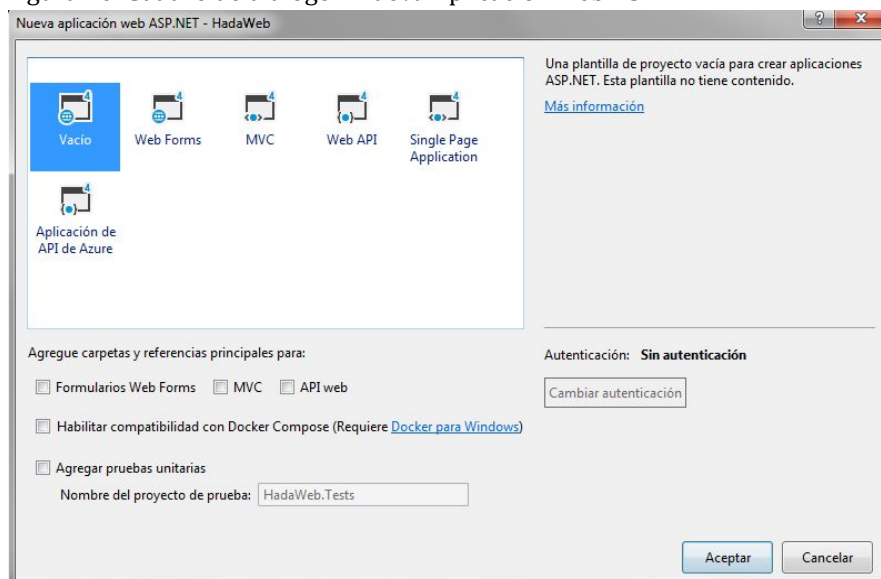 Nueva aplicación web ASP.NET - HadaWeb
Vacío
Web Forms
MVC
Web API
Single Page
Application
Aplicación de
API de Azure
Una plantilla de proyecto vacía para crear aplicaciones
ASP.NET. Esta plantilla no tiene contenido.
Más información
Agregue carpetas y referencias principales para:
Formularios Web Forms MVC API web
Habilitar compatibilidad con Docker Compose (Requiere Docker para Windows)
Agregar pruebas unitarias
Nombre del proyecto de prueba: HadaWeb.Tests
Autenticación: Sin autenticación
Cambiar autenticación
Aceptar Cancelar